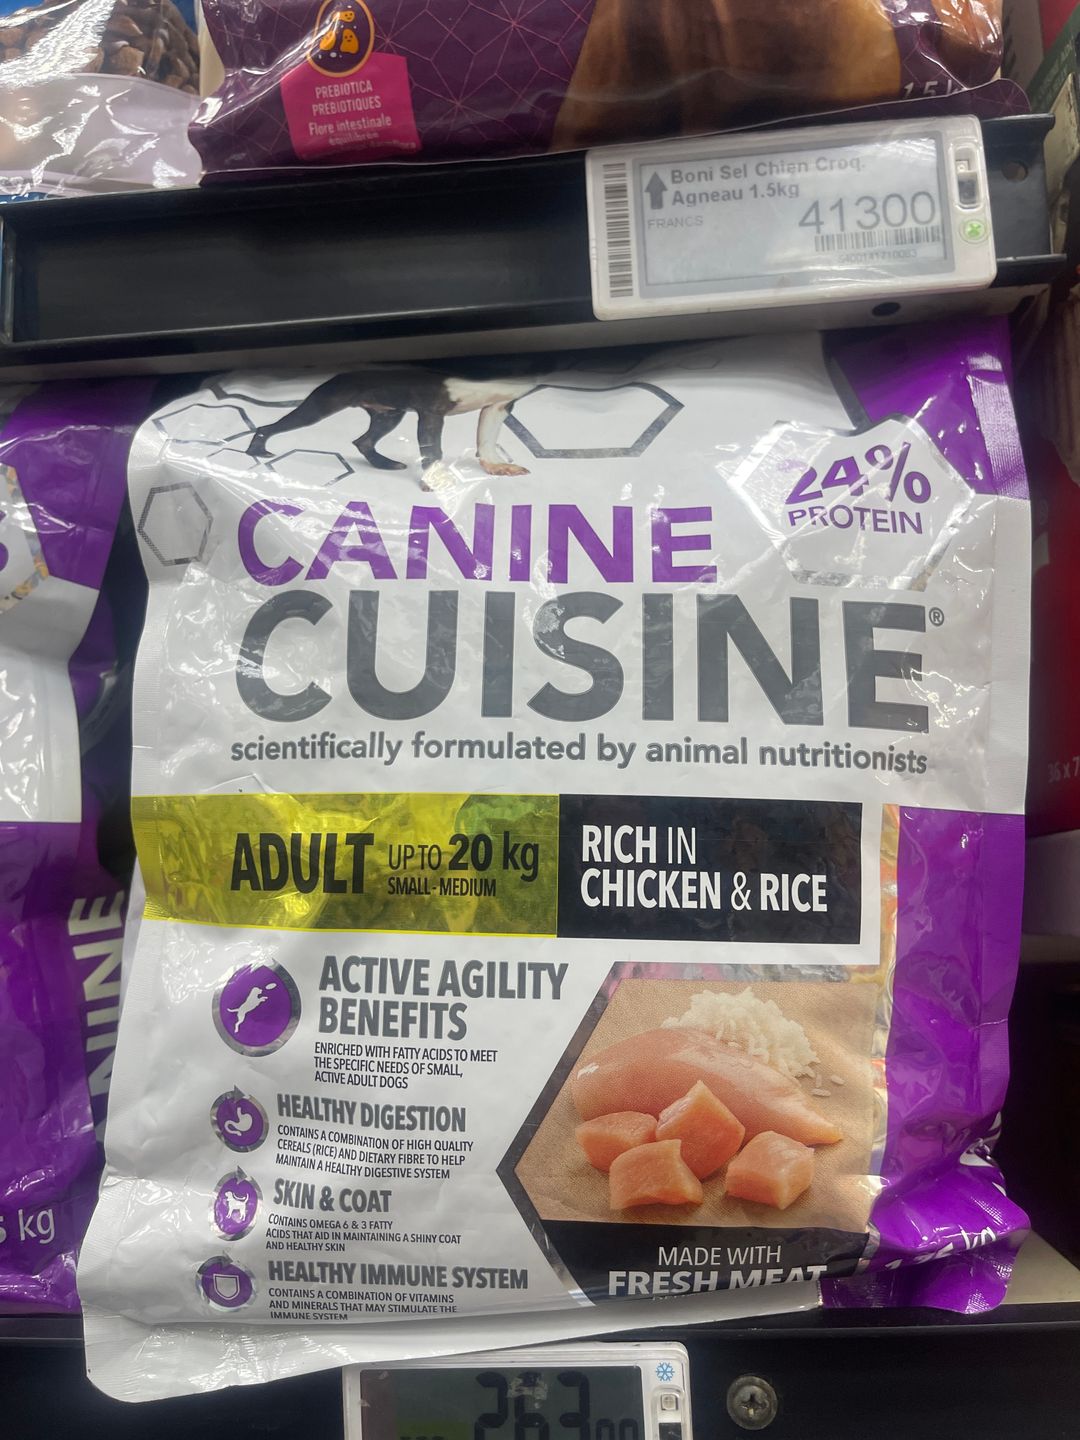 PREBIOTICA
PREBIOTIQUES
Flore intestinale
équilibrée
1.5
Boni Sel Chien Croq.
Agneau 1.5kg
FRANCS
41300
5400141710063
24%
PROTEIN
CANINE
CUISINE®
scientifically formulated by animal nutritionists
ADULT UP TO 20 kg
SMALL-MEDIUM
RICH IN
CHICKEN & RICE
ACTIVE AGILITY
BENEFITS
ENRICHED WITH FATTY ACIDS TO MEET
THE SPECIFIC NEEDS OF SMALL,
ACTIVE ADULT DOGS
HEALTHY DIGESTION
CONTAINS A COMBINATION OF HIGH QUALITY
CEREALS (RICE) AND DIETARY FIBRE TO HELP
MAINTAIN A HEALTHY DIGESTIVE SYSTEM
SKIN & COAT
CONTAINS OMEGA 6 & 3 FATTY
ACIDS THAT AID IN MAINTAINING A SHINY COAT
AND HEALTHY SKIN
HEALTHY IMMUNE SYSTEM
CONTAINS A COMBINATION OF VITAMINS
AND MINERALS THAT MAY STIMULATE THE
IMMUNE SYSTEM
MADE WITH
FRESH MEAT
kg
26300